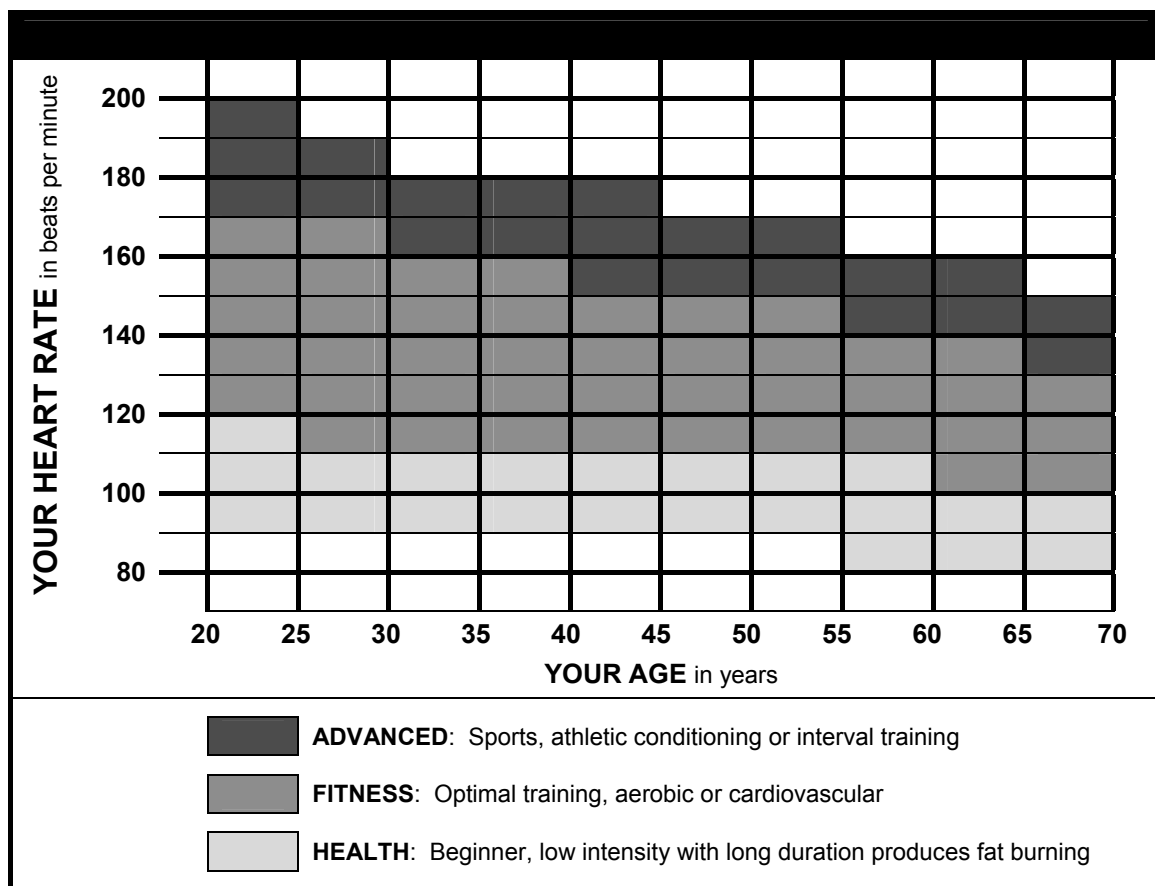 YOUR HEART RATE in beats per minute
200
180
160
140
120
100
80
20 25 30 35 40 45 50 55 60 65 70
YOUR AGE in years
ADVANCED: Sports, athletic conditioning or interval training
FITNESS: Optimal training, aerobic or cardiovascular
HEALTH: Beginner, low intensity with long duration produces fat burning